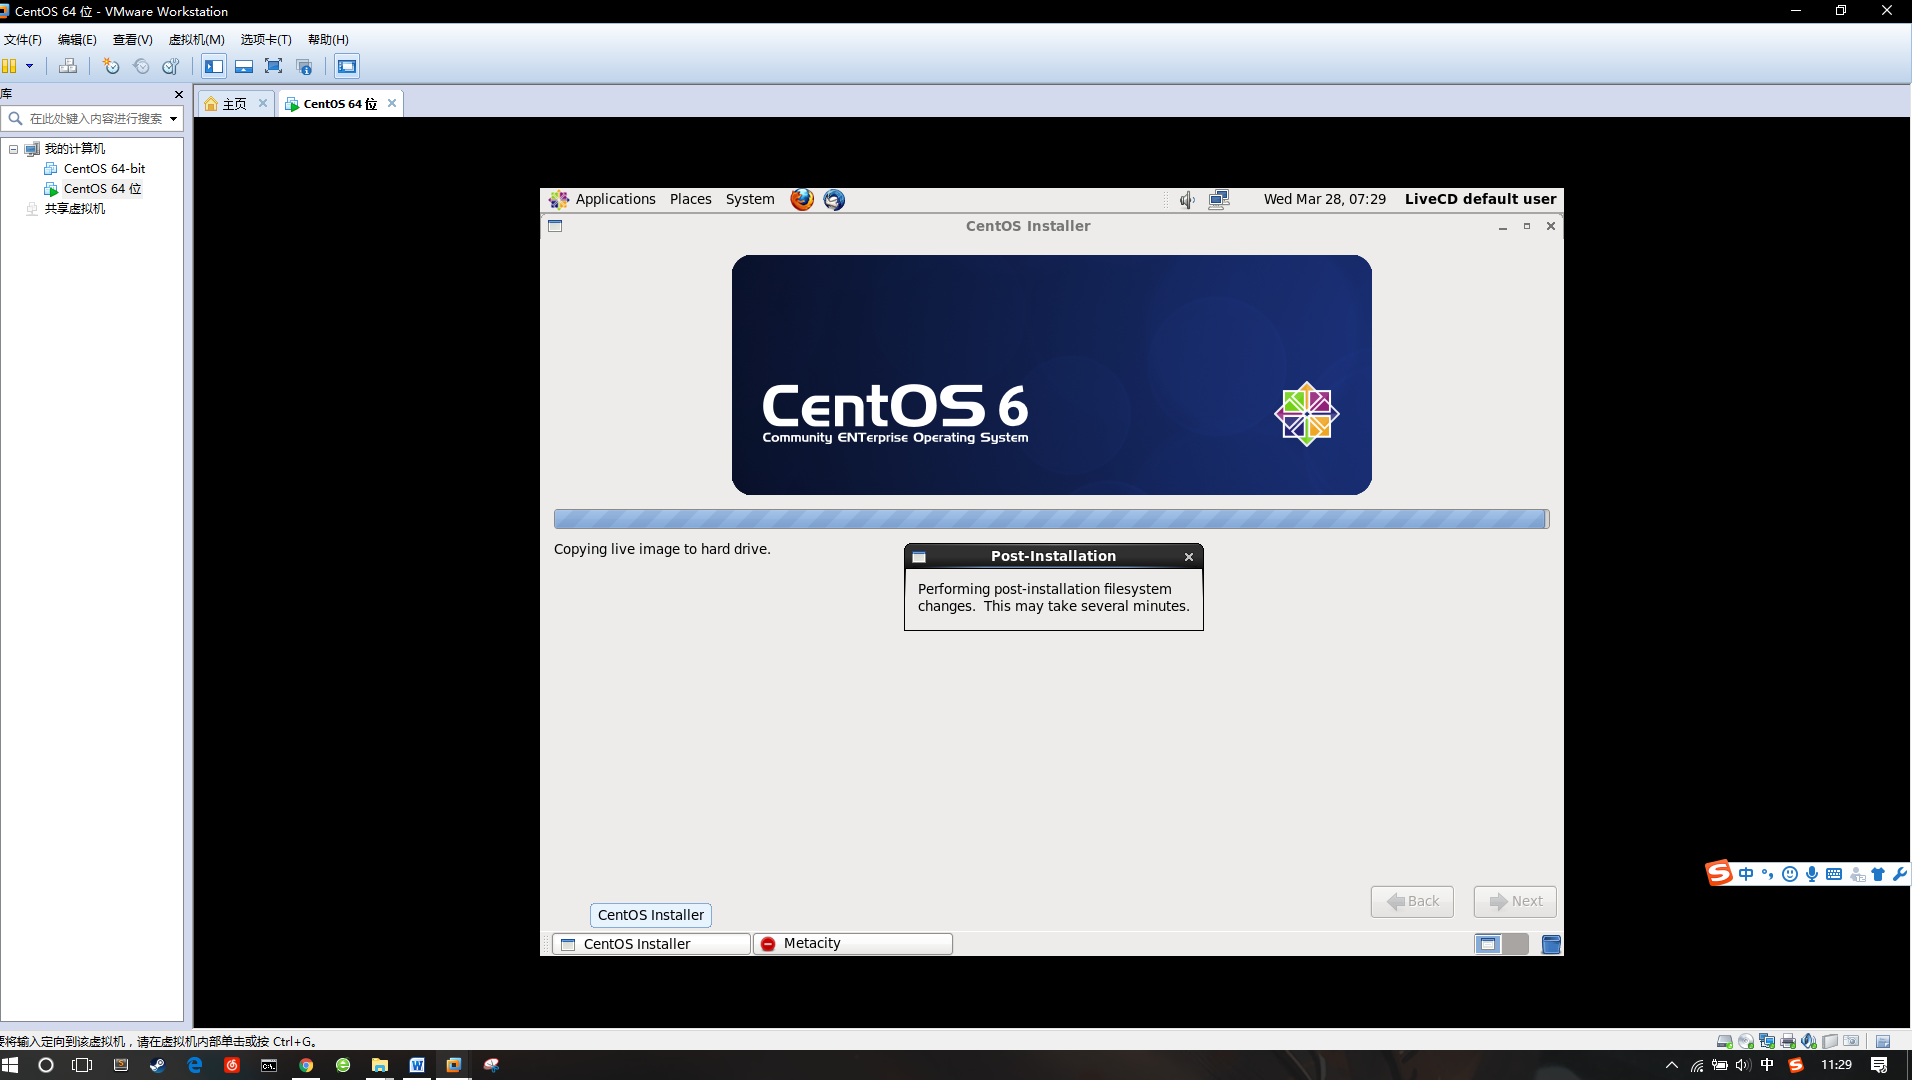 CentOS 64 位 - VMware Workstation
文件(F) 编辑(E) 查看(V) 虚拟机(M) 选项卡(T) 帮助(H)
库
主页
CentOS 64 位
在此处键入内容进行搜索
我的计算机
CentOS 64-bit
CentOS 64 位
共享虚拟机
Applications Places System
Wed Mar 28, 07:29 LiveCD default user
CentOS Installer
CentOS 6
Community ENTerprise Operating System
Copying live image to hard drive.
Post-Installation
Performing post-installation filesystem
changes. This may take several minutes.
Back Next
CentOS Installer
CentOS Installer Metacity
中
将输入定向到该虚拟机，请在虚拟机内部单击或按 Ctrl+G。
中 11:29